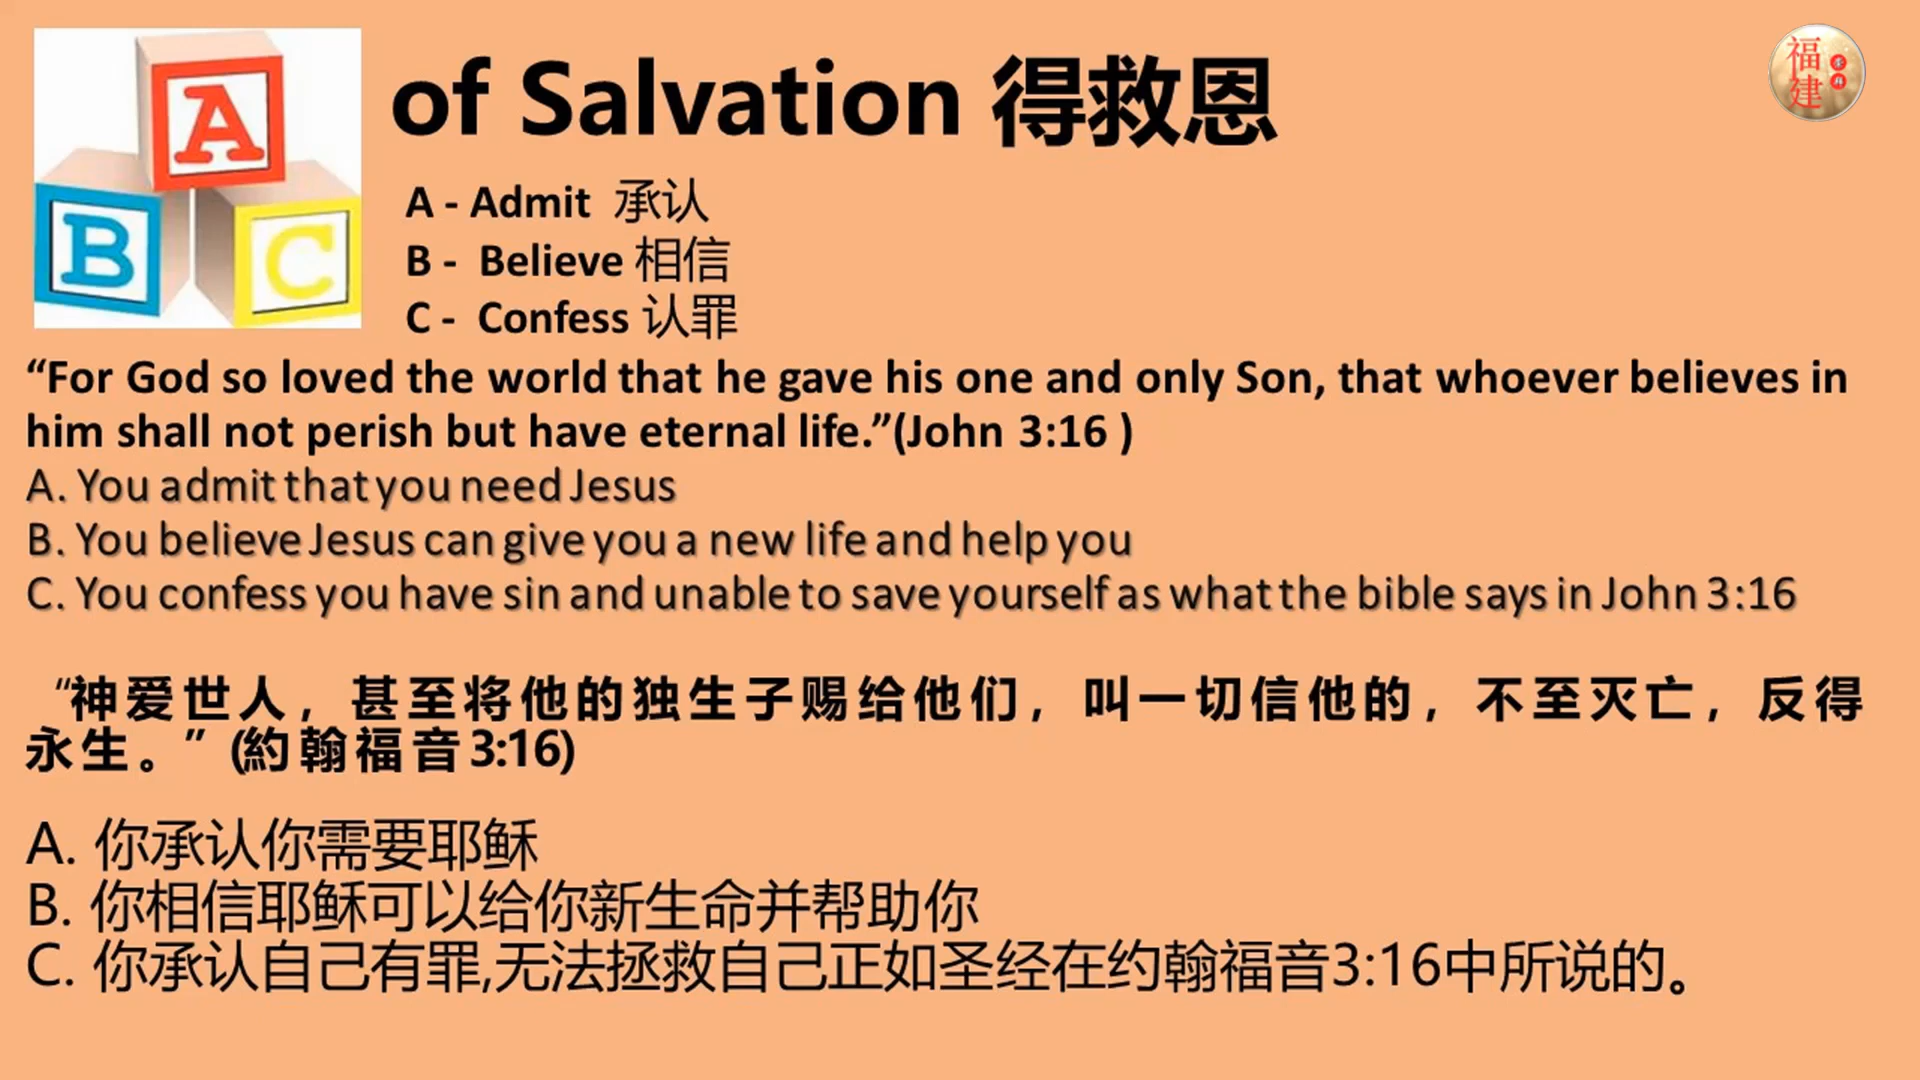 A
B
C
of Salvation 得救恩
福
建
A - Admit 承认
B - Believe 相信
C - Confess 认罪
“For God so loved the world that he gave his one and only Son, that whoever believes in
him shall not perish but have eternal life.”(John 3:16 )
A. You admit that you need Jesus
B. You believe Jesus can give you a new life and help you
C. You confess you have sin and unable to save yourself as what the bible says in John 3:16
“神爱世人，甚至将他的独生子赐给他们，叫一切信他的，不至灭亡，反得
永生。” (約翰福音3:16)
A. 你承认你需要耶稣
B. 你相信耶稣可以给你新生命并帮助你
C. 你承认自己有罪,无法拯救自己正如圣经在约翰福音3:16中所说的。